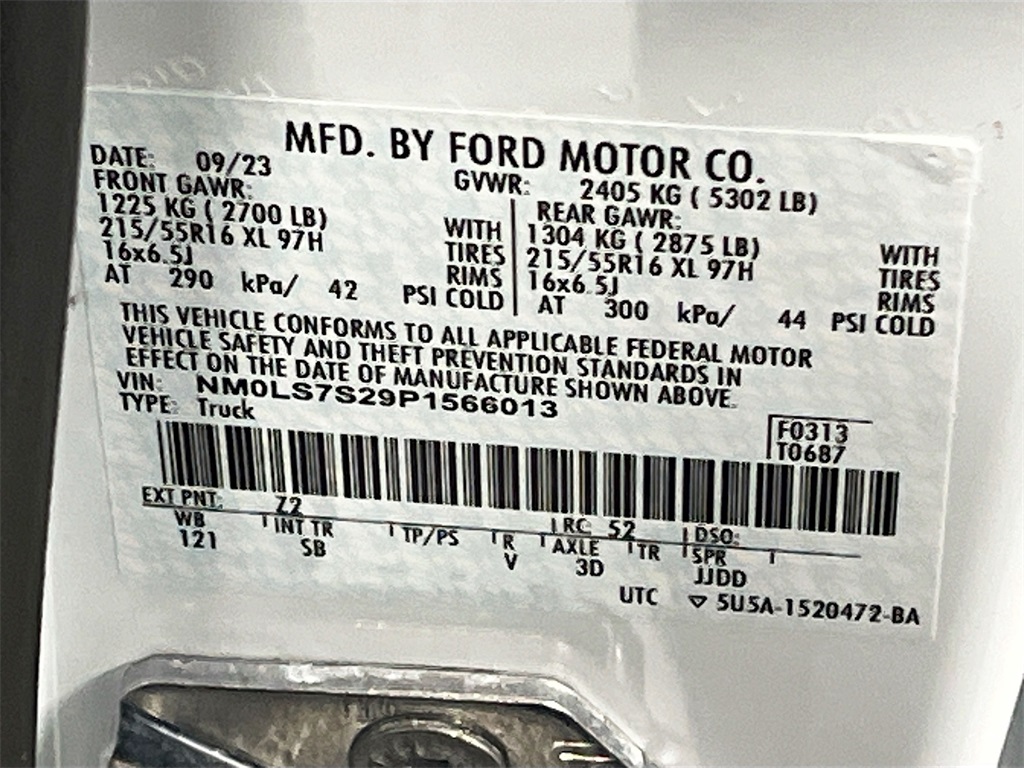 MFD. BY FORD MOTOR CO.
DATE: 09/23 GVWR: 2405 KG ( 5302 LB)
FRONT GAWR: REAR GAWR:
1225 KG ( 2700 LB) WITH 1304 KG ( 2875 LB) WITH
215/55R16 XL 97H TIRES 215/55R16 XL 97H TIRES
16x6.5J RIMS 16x6.5J RIMS
AT 290 kPa/ 42 PSI COLD AT 300 kPa/ 44 PSI COLD
THIS VEHICLE CONFORMS TO ALL APPLICABLE FEDERAL MOTOR
VEHICLE SAFETY AND THEFT PREVENTION STANDARDS IN
EFFECT ON THE DATE OF MANUFACTURE SHOWN ABOVE.
VIN: NM0LS7S29P1566013
TYPE: Truck
F0313
T0687
EXT PNT: Z2 RC: 52 DSO:
WB INT TR TP/PS R AXLE TR SPR
121 SB V 3D JJDD
UTC ▽ 5U5A-1520472-BA